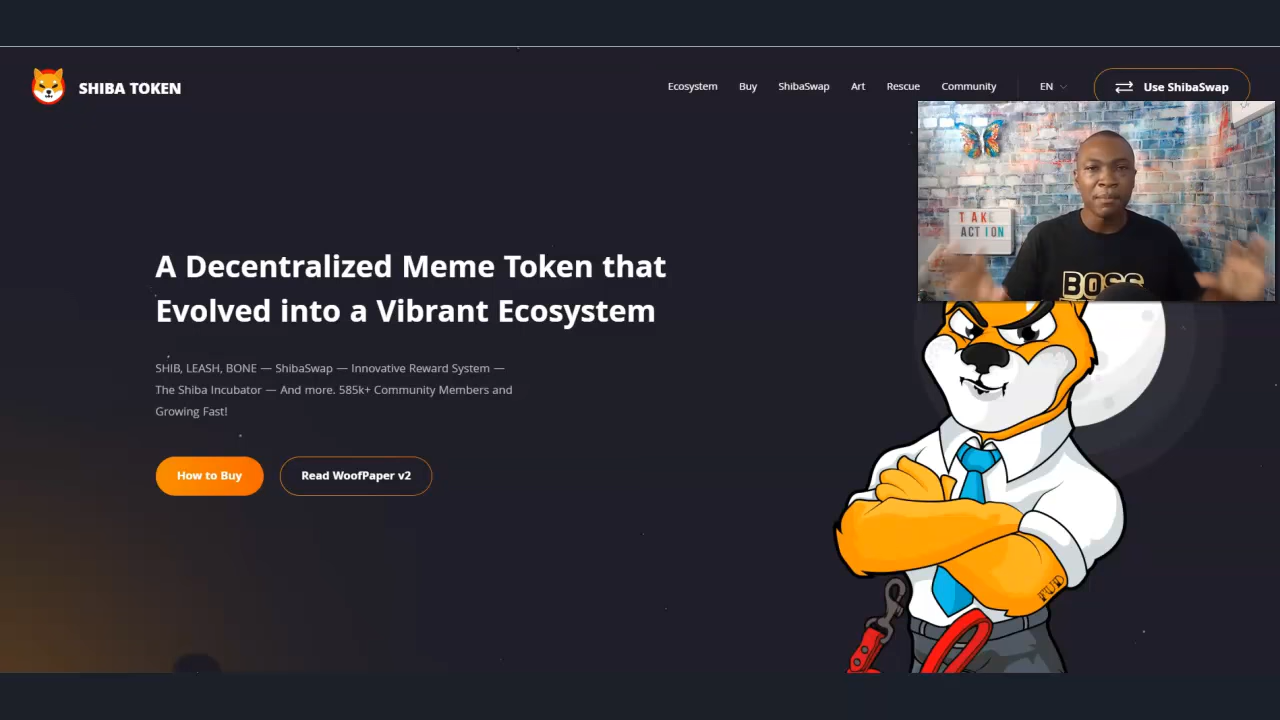 SHIBA TOKEN
Ecosystem Buy ShibaSwap Art Rescue Community EN Use ShibaSwap
TAKE
ACTION
BOSS
A Decentralized Meme Token that
Evolved into a Vibrant Ecosystem
SHIB, LEASH, BONE — ShibaSwap — Innovative Reward System —
The Shiba Incubator — And more. 585k+ Community Members and
Growing Fast!
How to Buy Read WoofPaper v2
FUD